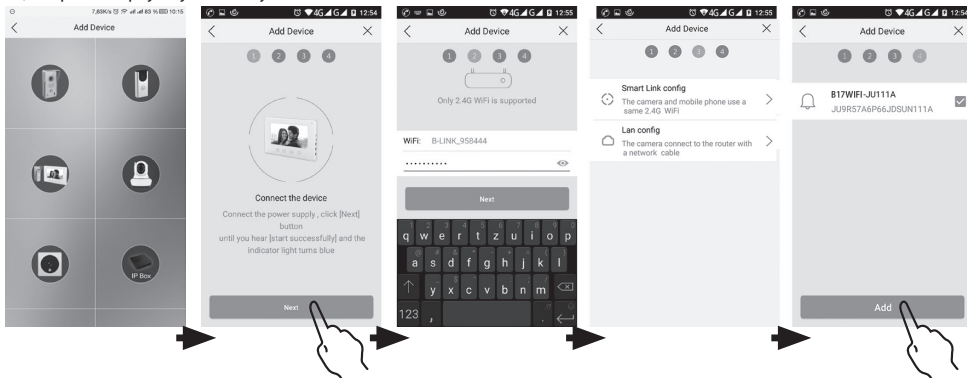 7,63K/s 83 % 10:15
Add Device
IP Box
4G G 12:54
Add Device
1 2 3 4
Connect the device
Connect the power supply , click [Next]
button
until you hear [start successfully] and the
indicator light turns blue
Next
4G G 12:55
Add Device
1 2 3 4
Only 2.4G WiFi is supported
WiFi: B-LINK_958444
••••••••••
Next
q w e r t z u i o p
a s d f g h j k l
y x c v b n m
123 , .
4G G 12:55
Add Device
1 2 3 4
Smart Link config
The camera and mobile phone use a
same 2.4G WiFi
Lan config
The camera connect to the router with
a network cable
4G G 12:54
Add Device
1 2 3 4
B17WIFI-JU111A
JU9R57A6P66JDSUN111A
Add